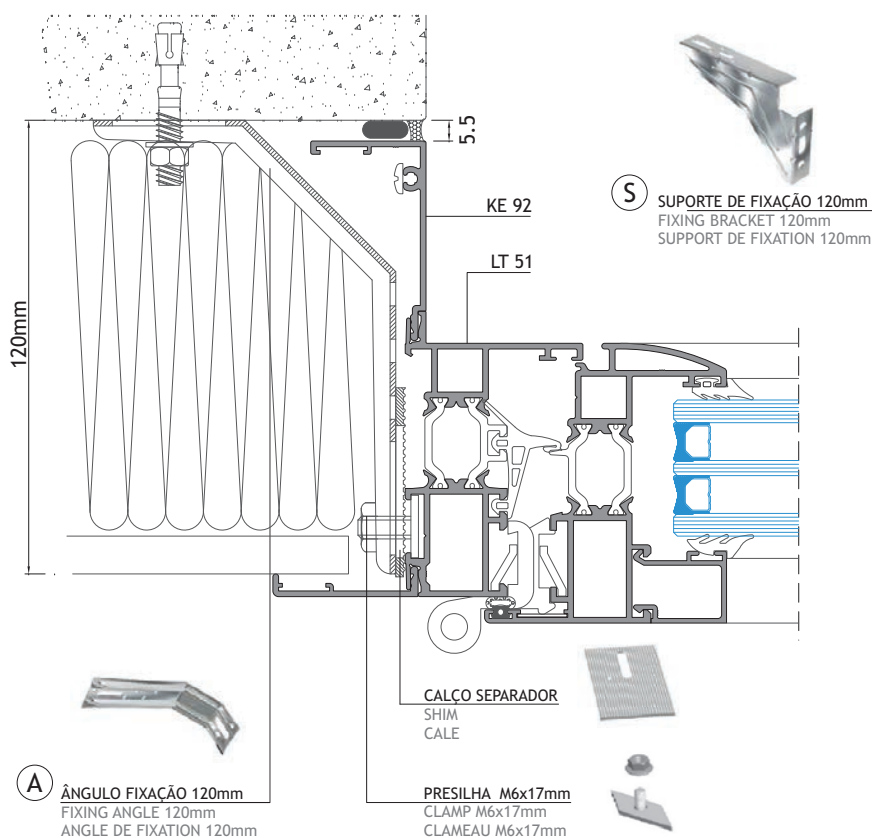 5.5
KE 92
LT 51
120mm
S
SUPORTE DE FIXAÇÃO 120mm
FIXING BRACKET 120mm
SUPPORT DE FIXATION 120mm
CALÇO SEPARADOR
SHIM
CALE
A
ÂNGULO FIXAÇÃO 120mm
FIXING ANGLE 120mm
ANGLE DE FIXATION 120mm
PRESILHA M6x17mm
CLAMP M6x17mm
CLAMEAU M6x17mm